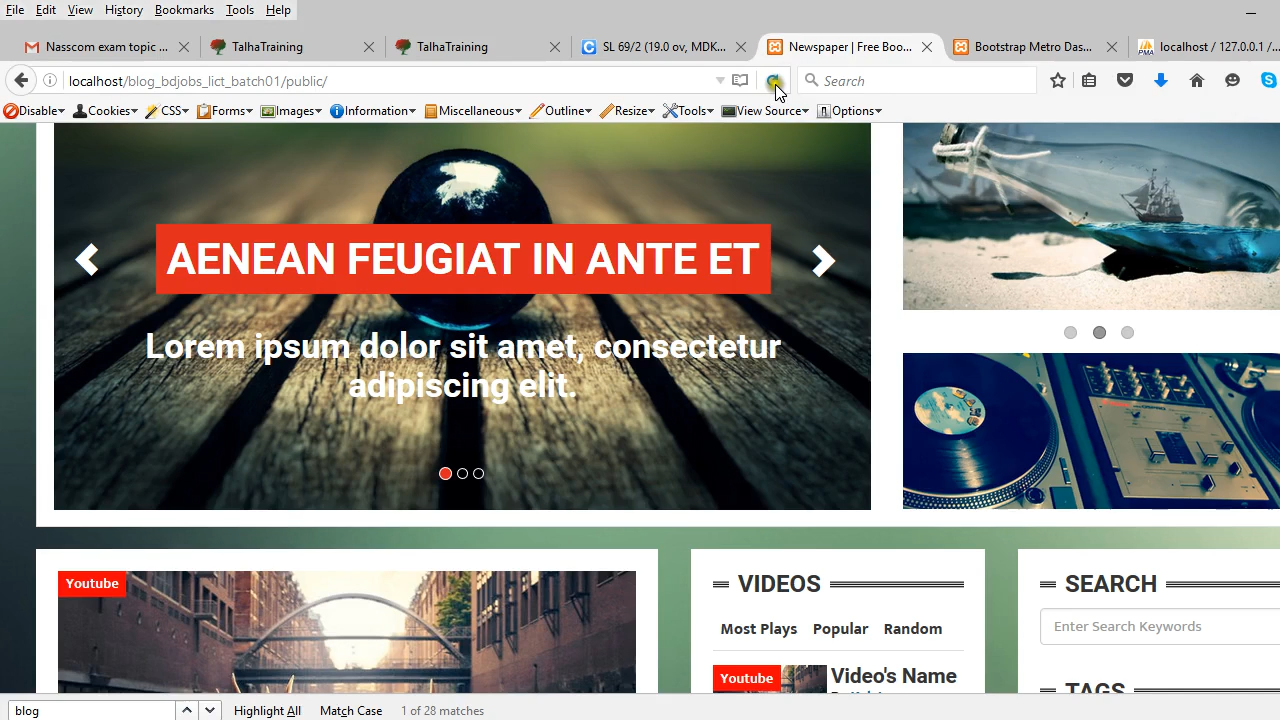 File Edit View History Bookmarks Tools Help
Nasscom exam topic ... TalhaTraining TalhaTraining SL 69/2 (19.0 ov, MDK... Newspaper | Free Boo... Bootstrap Metro Das... localhost / 127.0.0.1 /
localhost/blog_bdjobs_lict_batch01/public/ Search
Disable Cookies CSS Forms Images Information Miscellaneous Outline Resize Tools View Source Options
AENEAN FEUGIAT IN ANTE ET
Lorem ipsum dolor sit amet, consectetur
adipiscing elit.
Youtube
VIDEOS
Most Plays Popular Random
Youtube
Video's Name
SEARCH
Enter Search Keywords
TAGS
blog Highlight All Match Case 1 of 28 matches